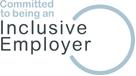 Committed
to being an
Inclusive
Employer